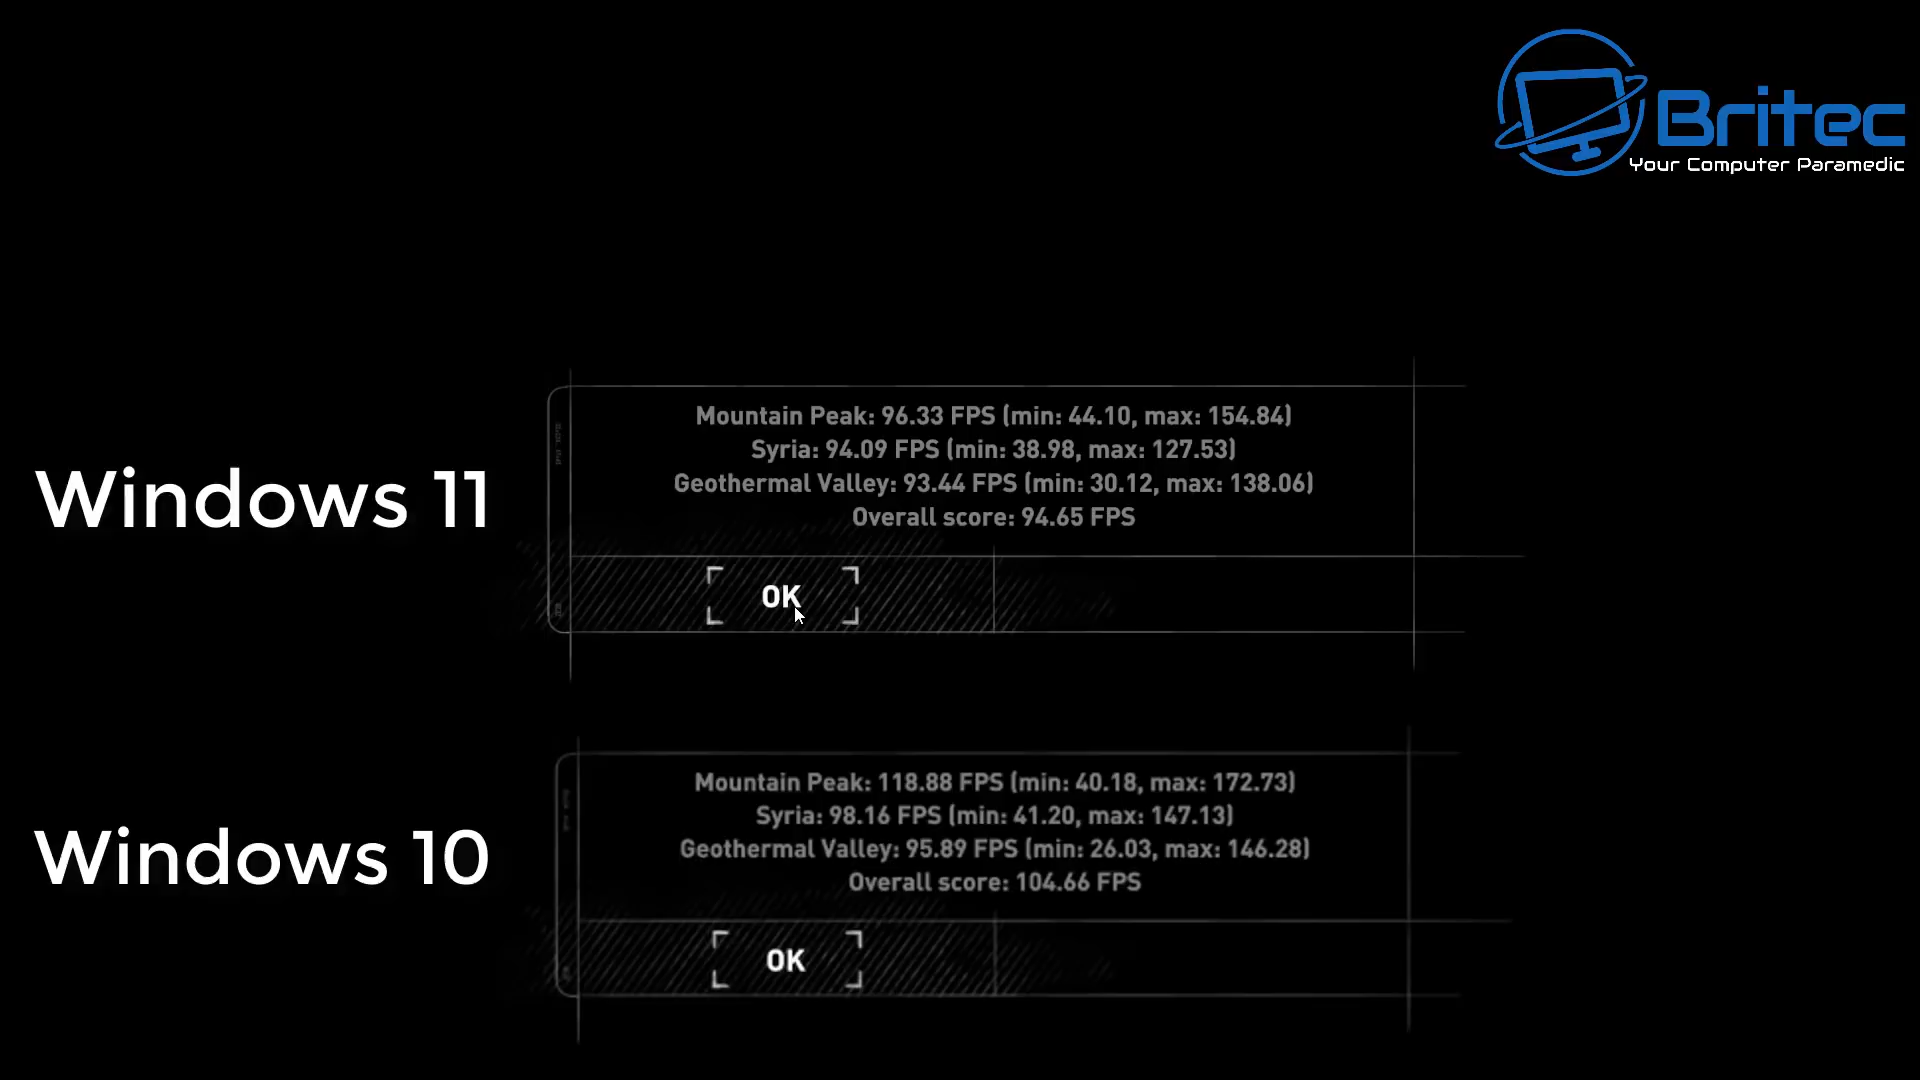 Britec
Your Computer Paramedic
Windows 11
Mountain Peak: 96.33 FPS (min: 44.10, max: 154.84)
Syria: 94.09 FPS (min: 38.98, max: 127.53)
Geothermal Valley: 93.44 FPS (min: 30.12, max: 138.06)
Overall score: 94.65 FPS
OK
Windows 10
Mountain Peak: 118.88 FPS (min: 40.18, max: 172.73)
Syria: 98.16 FPS (min: 41.20, max: 147.13)
Geothermal Valley: 95.89 FPS (min: 26.03, max: 146.28)
Overall score: 104.66 FPS
OK